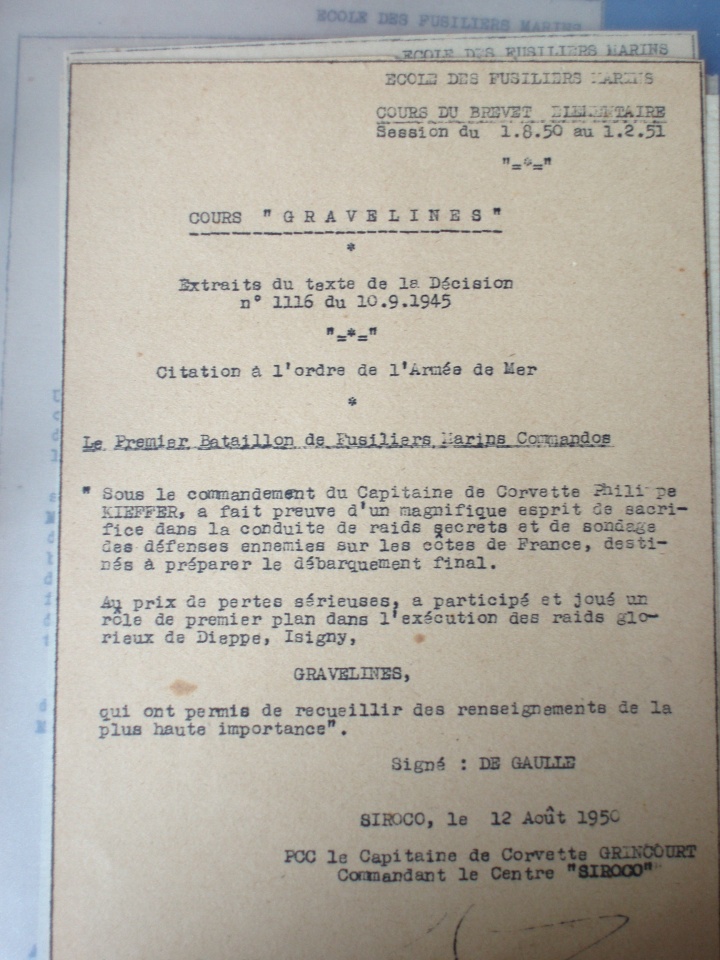 ECOLE DES FUSILIERS MARINS
ECOLE DES FUSILIERS MARINS
ECOLE DES FUSILIERS MARINS
COURS DU BREVET ELEMENTAIRE
Session du 1.8.50 au 1.2.51
"=*="
COURS "GRAVELINES"
*
Extraits du texte de la Décision
n° 1116 du 10.9.1945
"=*="
Citation à l'ordre de l'Armée de Mer
*
Le Premier Bataillon de Fusiliers Marins Commandos
" Sous le commandement du Capitaine de Corvette Philippe
KIEFFER, a fait preuve d'un magnifique esprit de sacri-
fice dans la conduite de raids secrets et de sondage
des défenses ennemies sur les côtes de France, desti-
nés à préparer le débarquement final.
Au prix de pertes sérieuses, a participé et joué un
rôle de premier plan dans l'exécution des raids glo-
rieux de Dieppe, Isigny,
GRAVELINES,
qui ont permis de recueillir des renseignements de la
plus haute importance".
Signé : DE GAULLE
SIROCO, le 12 Août 1950
PCC le Capitaine de Corvette GRINCOURT
Commandant le Centre "SIROCO"